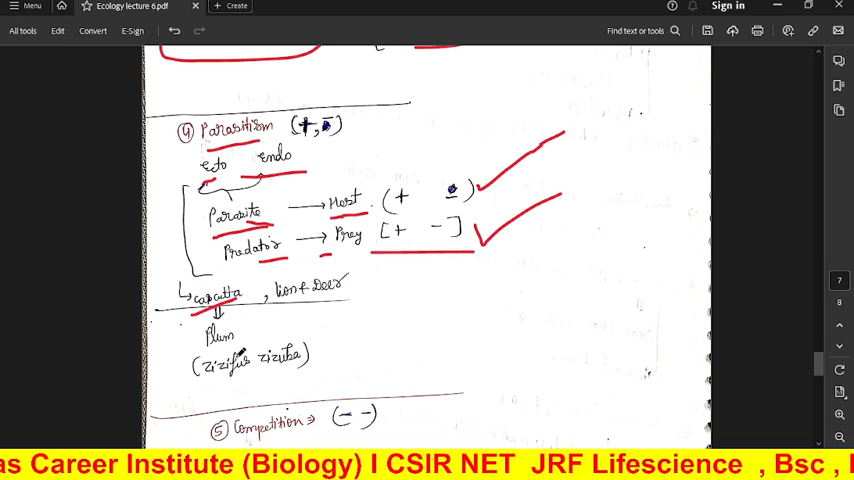 Menu
Ecology lecture 6.pdf
+ Create
Sign in
All tools Edit Convert E-Sign
Find text or tools
④ Parasitism (+, -)
Ecto Endo
Parasite → Host (+ -)
Predator → Prey [+ -]
↳ capcutta , lion & Deer
⇓
Plum
(zizifus zizuba)
⑤ Competition ⇒ (- -)
7
8
as Career Institute (Biology) I CSIR NET JRF Lifescience , Bsc ,